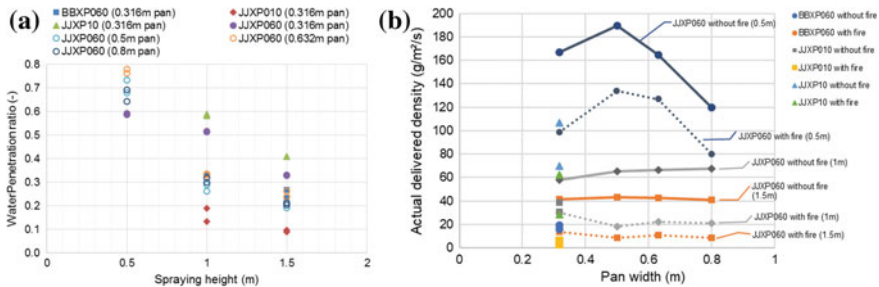 (a)
BBXP060 (0.316m pan)
JJXP010 (0.316m pan)
JJXP10 (0.316m pan)
JJXP060 (0.316m pan)
JJXP060 (0.5m pan)
JJXP060 (0.632m pan)
JJXP060 (0.8m pan)
WaterPenetration ratio (-)
0.8
0.7
0.6
0.5
0.4
0.3
0.2
0.1
0
0 0.5 1 1.5 2
Spraying height (m)
(b)
Actual delivered density (g/m²/s)
200
180
160
140
120
100
80
60
40
20
0
0 0.2 0.4 0.6 0.8 1
Pan width (m)
JJXP060 without fire (0.5m)
JJXP060 with fire (0.5m)
JJXP060 without fire (1m)
JJXP060 without fire
(1.5m)
JJXP060 with fire (1m)
JJXP060 with fire (1.5m)
BBXP060 without fire
BBXP060 with fire
JJXP010 without fire
JJXP010 with fire
JJXP10 without fire
JJXP10 with fire